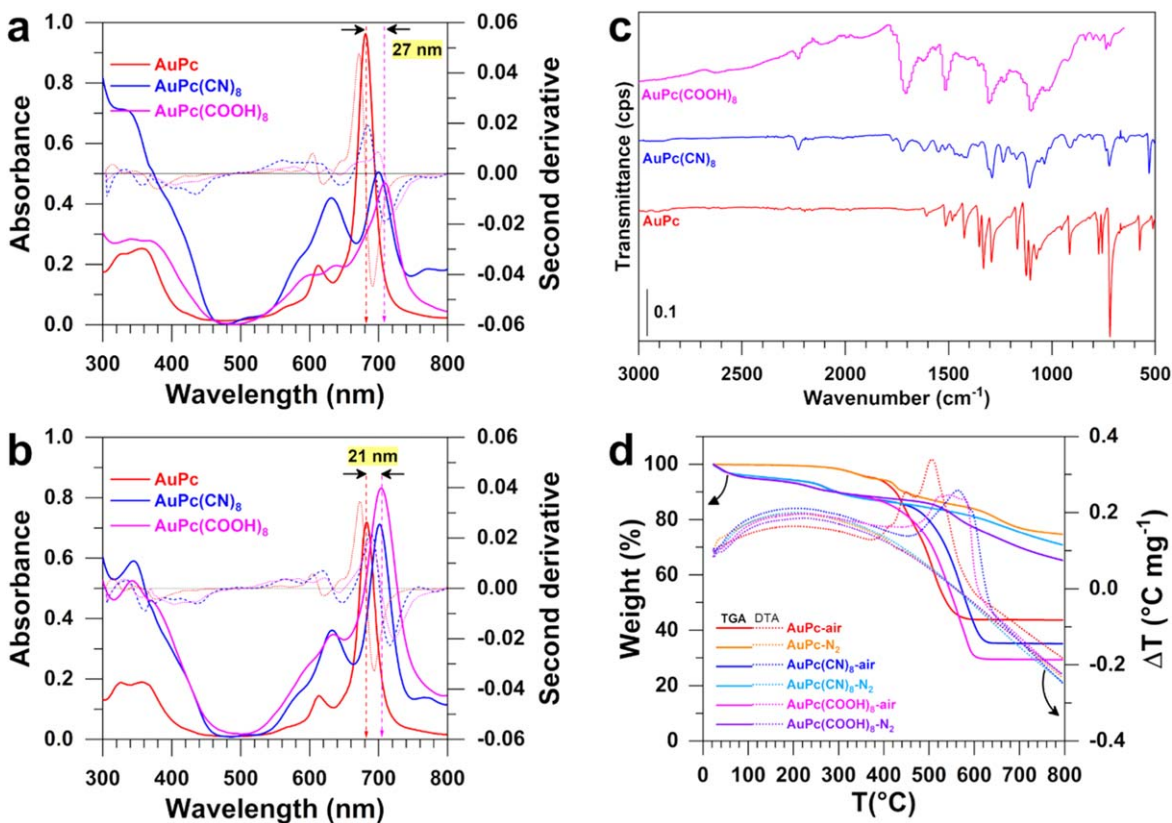 a
27 nm
AuPc
AuPc(CN)₈
AuPc(COOH)₈
Absorbance
Second derivative
1.0
0.8
0.6
0.4
0.2
0.0
0.06
0.04
0.02
0.00
-0.02
-0.04
-0.06
300 400 500 600 700 800
Wavelength (nm)
b
21 nm
AuPc
AuPc(CN)₈
AuPc(COOH)₈
Absorbance
Second derivative
1.0
0.8
0.6
0.4
0.2
0.0
0.06
0.04
0.02
0.00
-0.02
-0.04
-0.06
300 400 500 600 700 800
Wavelength (nm)
c
AuPc(COOH)₈
AuPc(CN)₈
AuPc
0.1
Transmittance (cps)
3000 2500 2000 1500 1000 500
Wavenumber (cm⁻¹)
d
Weight (%)
ΔT (°C mg⁻¹)
100
80
60
40
20
0
0.4
0.2
0.0
-0.2
-0.4
TGA DTA
AuPc-air
AuPc-N₂
AuPc(CN)₈-air
AuPc(CN)₈-N₂
AuPc(COOH)₈-air
AuPc(COOH)₈-N₂
0 100 200 300 400 500 600 700 800
T(°C)